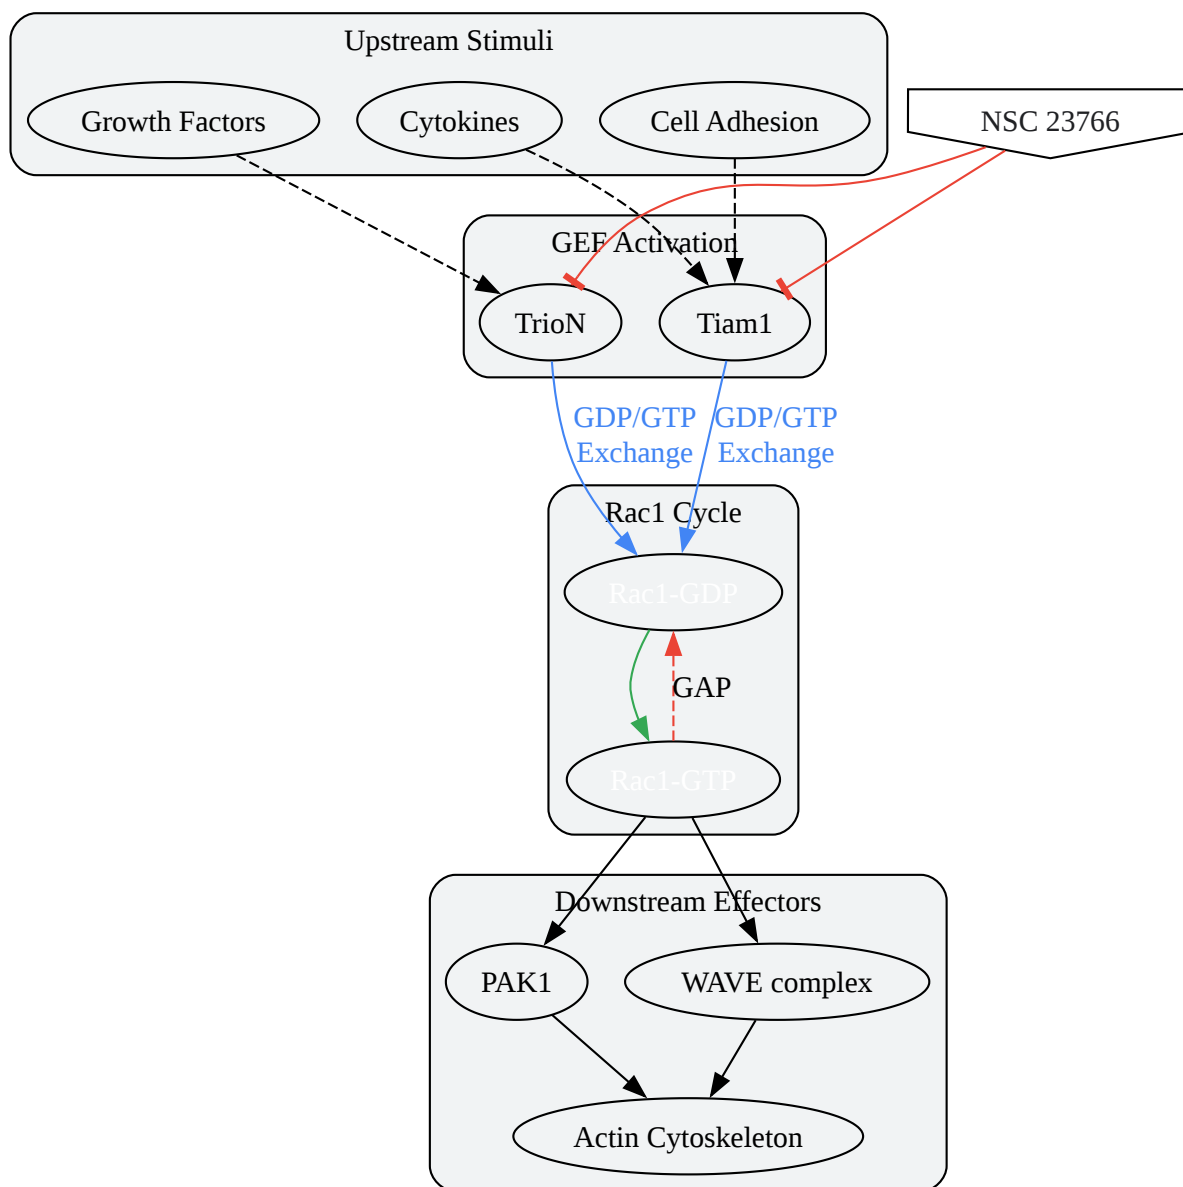 Upstream Stimuli
Growth Factors
Cytokines
Cell Adhesion
NSC 23766
GEF Activation
TrioN
Tiam1
GDP/GTP
Exchange
GDP/GTP
Exchange
Rac1 Cycle
Rac1-GDP
GAP
Rac1-GTP
Downstream Effectors
PAK1
WAVE complex
Actin Cytoskeleton